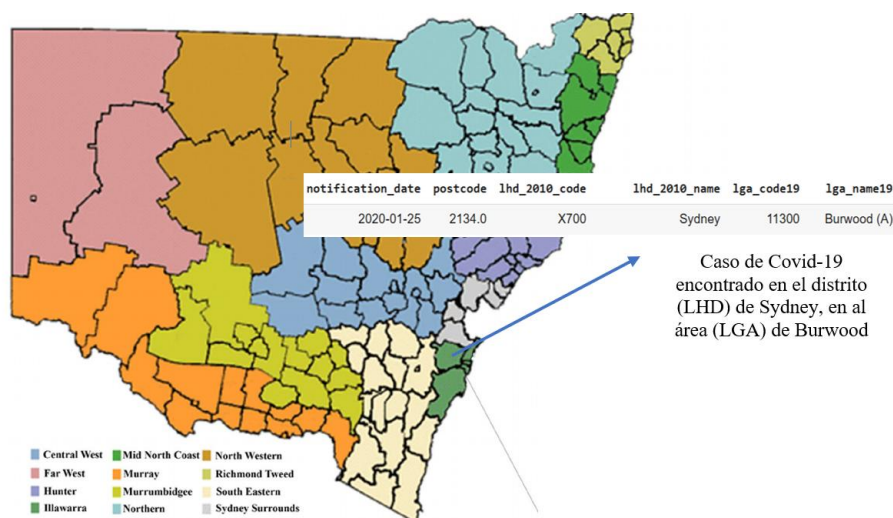 notification_date postcode lhd_2010_code lhd_2010_name lga_code19 lga_name19
2020-01-25 2134.0 X700 Sydney 11300 Burwood (A)
Caso de Covid-19
encontrado en el distrito
(LHD) de Sydney, en al
área (LGA) de Burwood
Central West Mid North Coast North Western
Far West Murray Richmond Tweed
Hunter Murrumbidgee South Eastern
Illawarra Northern Sydney Surrounds